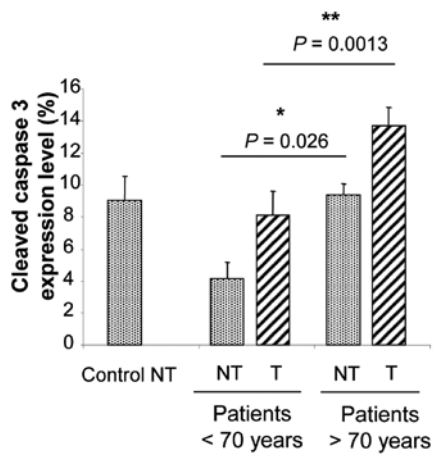 **
P = 0.0013
*
P = 0.026
Cleaved caspase 3
expression level (%)
16
14
12
10
8
6
4
2
0
Control NT
NT T NT T
Patients
< 70 years
Patients
> 70 years